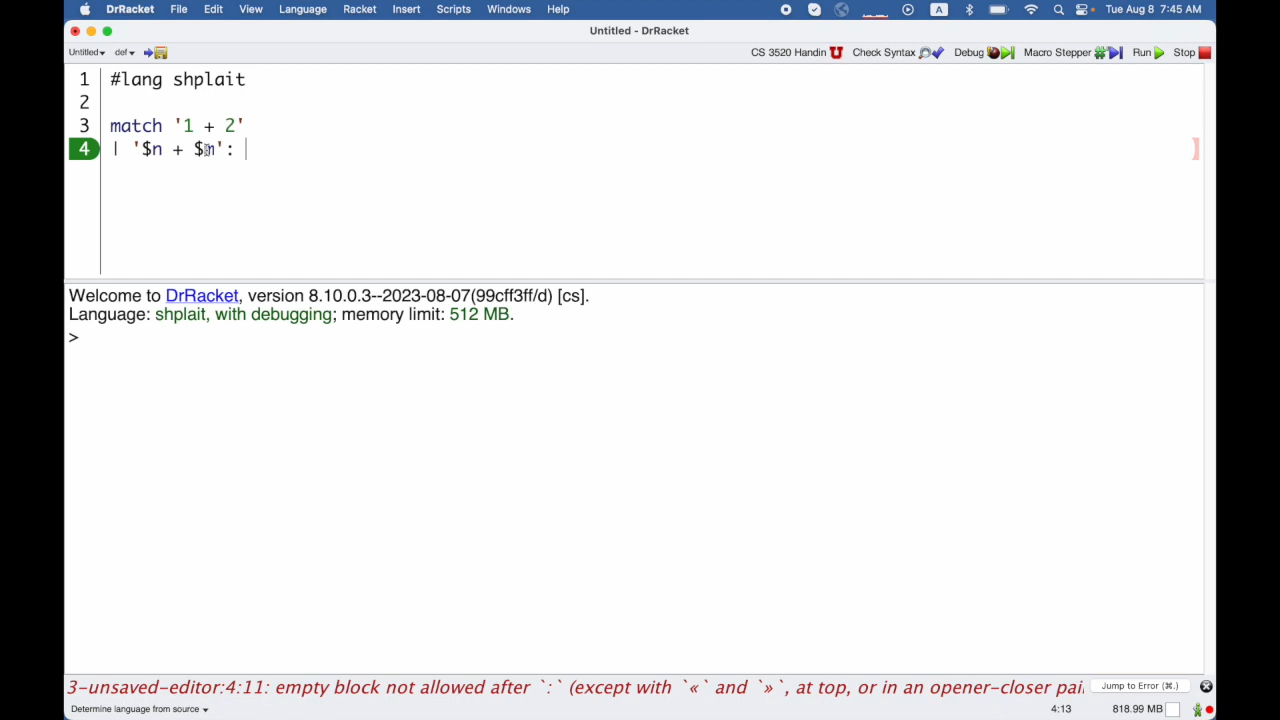 DrRacket File Edit View Language Racket Insert Scripts Windows Help A Tue Aug 8 7:45 AM
Untitled - DrRacket
Untitled def CS 3520 Handin Check Syntax Debug Macro Stepper Run Stop
1 #lang shplait
2
3 match '1 + 2'
4 | '$n + $m':
Welcome to DrRacket, version 8.10.0.3--2023-08-07(99cff3ff/d) [cs].
Language: shplait, with debugging; memory limit: 512 MB.
>
3-unsaved-editor:4:11: empty block not allowed after `:` (except with `«` and `»`, at top, or in an opener-closer pai Jump to Error (⌘.)
Determine language from source 4:13 818.99 MB